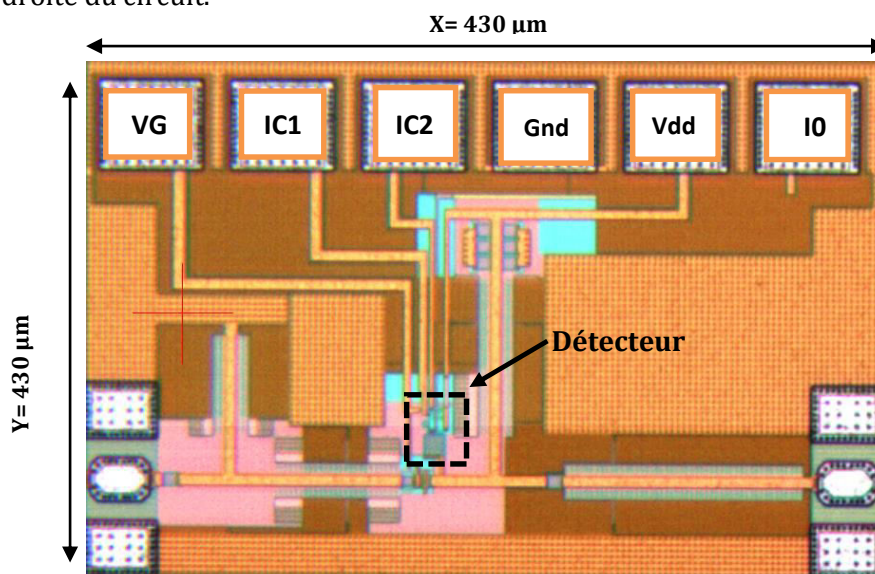 droite du circuit.
X= 430 µm
VG IC1 IC2 Gnd Vdd I0
Détecteur
Y= 430 µm